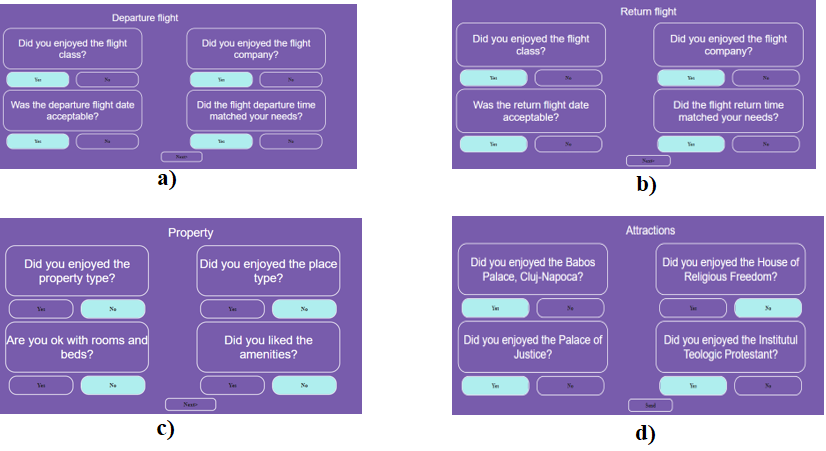 Departure flight
Did you enjoyed the flight
class?
Did you enjoyed the flight
company?
Yes
No
Yes
No
Was the departure flight date
acceptable?
Did the flight departure time
matched your needs?
Yes
No
Yes
No
Next>
a)
Return flight
Did you enjoyed the flight
class?
Did you enjoyed the flight
company?
Yes
No
Yes
No
Was the return flight date
acceptable?
Did the flight return time
matched your needs?
Yes
No
Yes
No
Next>
b)
Property
Did you enjoyed the
property type?
Did you enjoyed the place
type?
Yes
No
Yes
No
Are you ok with rooms and
beds?
Did you liked the
amenities?
Yes
No
Yes
No
Next>
c)
Attractions
Did you enjoyed the Babos
Palace, Cluj-Napoca?
Did you enjoyed the House of
Religious Freedom?
Yes
No
Yes
No
Did you enjoyed the Palace of
Justice?
Did you enjoyed the Institutul
Teologic Protestant?
Yes
No
Yes
No
Send
d)